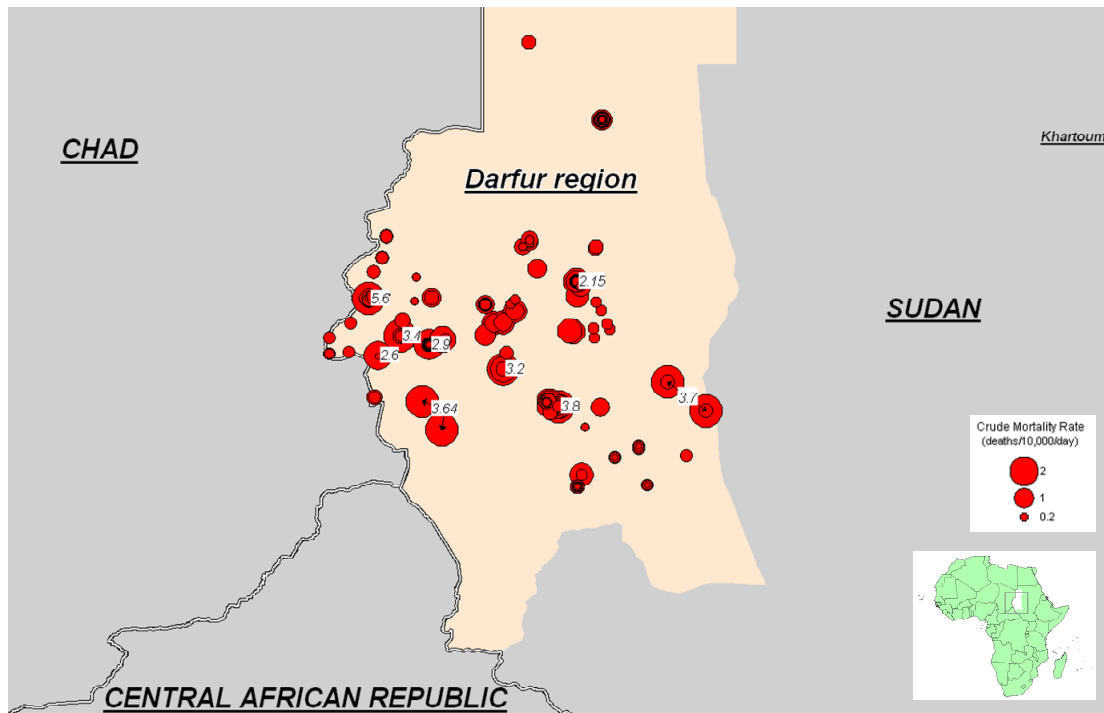 Khartoum
CHAD
Darfur region
2.15
5.6
SUDAN
3.4
2.9
2.6
3.2
3.7
3.64
3.8
Crude Mortality Rate
(deaths/10,000/day)
2
1
0.2
CENTRAL AFRICAN REPUBLIC